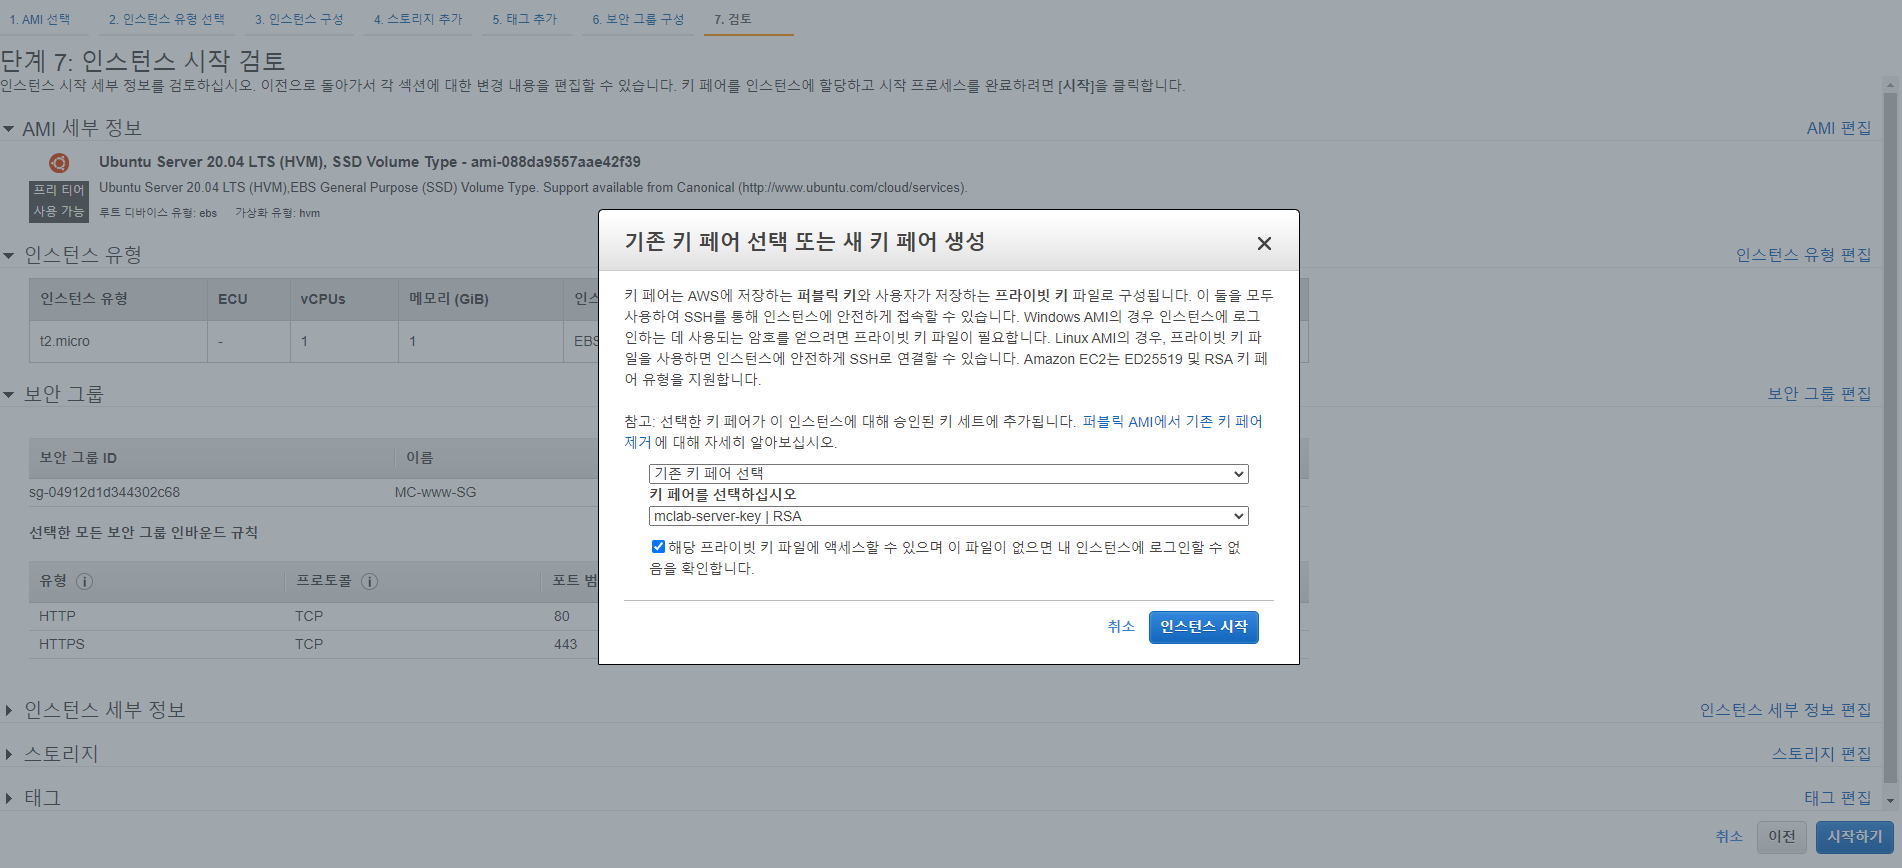 1. AMI 선택 2. 인스턴스 유형 선택 3. 인스턴스 구성 4. 스토리지 추가 5. 태그 추가 6. 보안 그룹 구성 7. 검토
단계 7: 인스턴스 시작 검토
인스턴스 시작 세부 정보를 검토하십시오. 이전으로 돌아가서 각 섹션에 대한 변경 내용을 편집할 수 있습니다. 키 페어를 인스턴스에 할당하고 시작 프로세스를 완료하려면 [시작]을 클릭합니다.
AMI 세부 정보 AMI 편집
Ubuntu Server 20.04 LTS (HVM), SSD Volume Type - ami-088da9557aae42f39
프리 티어
사용 가능
Ubuntu Server 20.04 LTS (HVM),EBS General Purpose (SSD) Volume Type. Support available from Canonical (http://www.ubuntu.com/cloud/services).
루트 디바이스 유형: ebs 가상화 유형: hvm
인스턴스 유형 인스턴스 유형 편집
인스턴스 유형 ECU vCPUs 메모리 (GiB) 인스
t2.micro - 1 1 EBS
보안 그룹 보안 그룹 편집
보안 그룹 ID 이름
sg-04912d1d344302c68 MC-www-SG
선택한 모든 보안 그룹 인바운드 규칙
유형 프로토콜 포트 범
HTTP TCP 80
HTTPS TCP 443
인스턴스 세부 정보 인스턴스 세부 정보 편집
스토리지 스토리지 편집
태그 태그 편집
취소 이전 시작하기
기존 키 페어 선택 또는 새 키 페어 생성
키 페어는 AWS에 저장하는 퍼블릭 키와 사용자가 저장하는 프라이빗 키 파일로 구성됩니다. 이 둘을 모두
사용하여 SSH를 통해 인스턴스에 안전하게 접속할 수 있습니다. Windows AMI의 경우 인스턴스에 로그
인하는 데 사용되는 암호를 얻으려면 프라이빗 키 파일이 필요합니다. Linux AMI의 경우, 프라이빗 키 파
일을 사용하면 인스턴스에 안전하게 SSH로 연결할 수 있습니다. Amazon EC2는 ED25519 및 RSA 키 페
어 유형을 지원합니다.
참고: 선택한 키 페어가 이 인스턴스에 대해 승인된 키 세트에 추가됩니다. 퍼블릭 AMI에서 기존 키 페어
제거에 대해 자세히 알아보십시오.
기존 키 페어 선택
키 페어를 선택하십시오
mclab-server-key | RSA
해당 프라이빗 키 파일에 액세스할 수 있으며 이 파일이 없으면 내 인스턴스에 로그인할 수 없
음을 확인합니다.
취소 인스턴스 시작